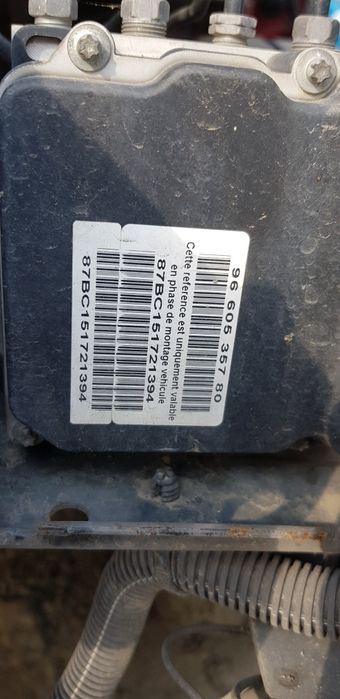 96 605 357 80
Cette reference est uniquement valable
en phase de montage vehicule
87BC151721394
87BC151721394